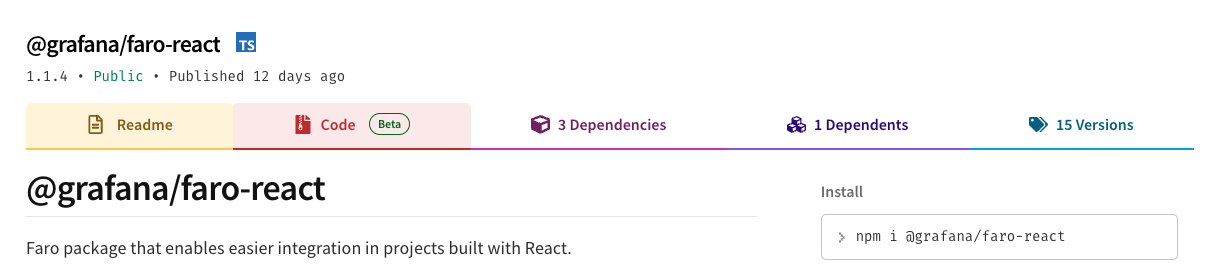 @grafana/faro-react TS
1.1.4 • Public • Published 12 days ago
Readme
Code Beta
3 Dependencies
1 Dependents
15 Versions
@grafana/faro-react
Faro package that enables easier integration in projects built with React.
Install
npm i @grafana/faro-react